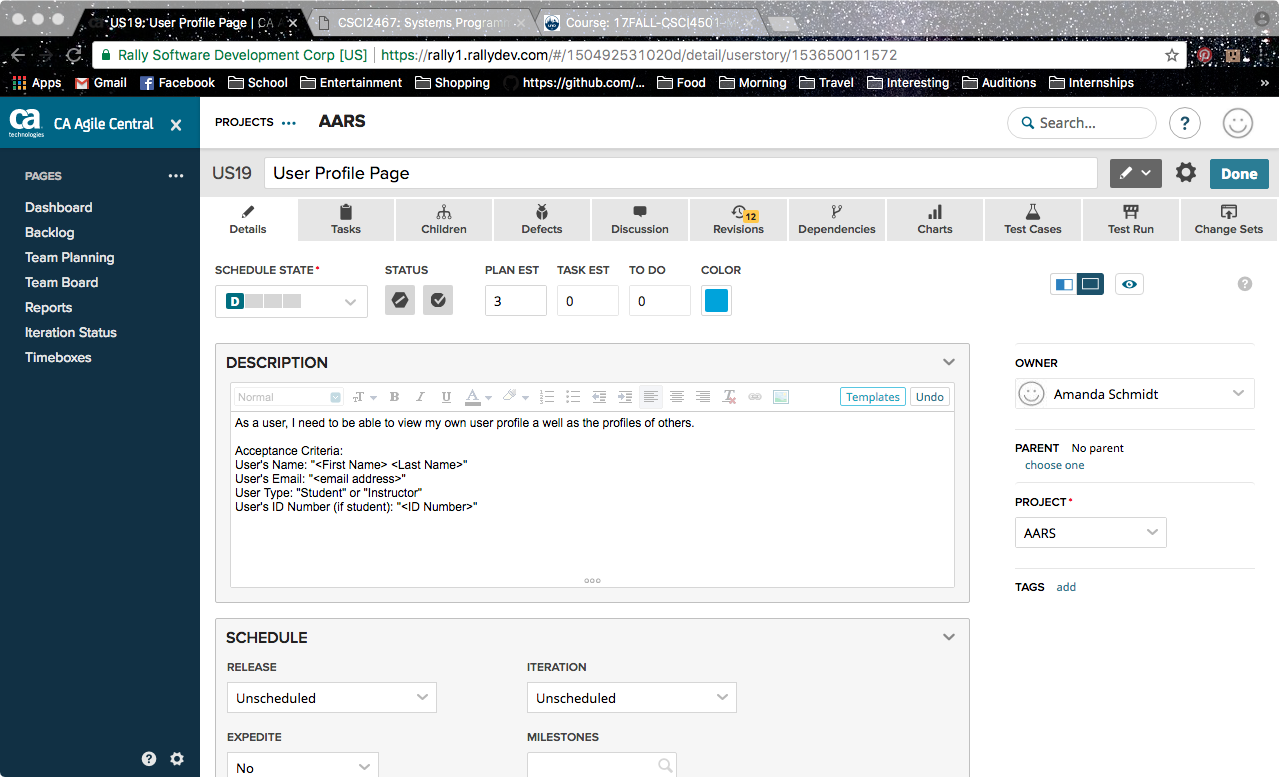 US19: User Profile Page | CA A
CSCI2467: Systems Programm
Course: 17FALL-CSCI4501-
Rally Software Development Corp [US] | https://rally1.rallydev.com/#/150492531020d/detail/userstory/153650011572
Apps Gmail Facebook School Entertainment Shopping https://github.com/... Food Morning Travel Interesting Auditions Internships »
ca technologies CA Agile Central
PROJECTS ••• AARS
Search... ?
PAGES •••
Dashboard
Backlog
Team Planning
Team Board
Reports
Iteration Status
Timeboxes
US19 User Profile Page Done
Details Tasks Children Defects Discussion 12 Revisions Dependencies Charts Test Cases Test Run Change Sets
SCHEDULE STATE* STATUS PLAN EST TASK EST TO DO COLOR
D 3 0 0
?
DESCRIPTION
Normal тT B I U A Templates Undo
As a user, I need to be able to view my own user profile a well as the profiles of others.
Acceptance Criteria:
User's Name: "<First Name> <Last Name>"
User's Email: "<email address>"
User Type: "Student" or "Instructor"
User's ID Number (if student): "<ID Number>"
OWNER
Amanda Schmidt
PARENT No parent
choose one
PROJECT*
AARS
TAGS add
SCHEDULE
RELEASE ITERATION
Unscheduled Unscheduled
EXPEDITE MILESTONES
No
?